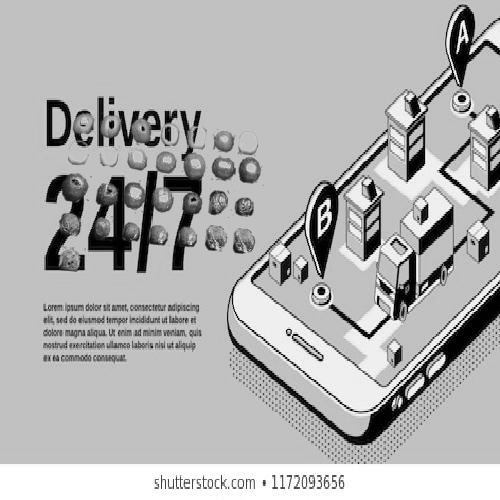 A
Delivery
24/7
B
Lorem ipsum dolor sit amet, consectetur adipiscing
elit, sed do eiusmod tempor incididunt ut labore et
dolore magna aliqua. Ut enim ad minim veniam, quis
nostrud exercitation ullamco laboris nisi ut aliquip
ex ea commodo consequat.
shutterstock.com • 1172093656